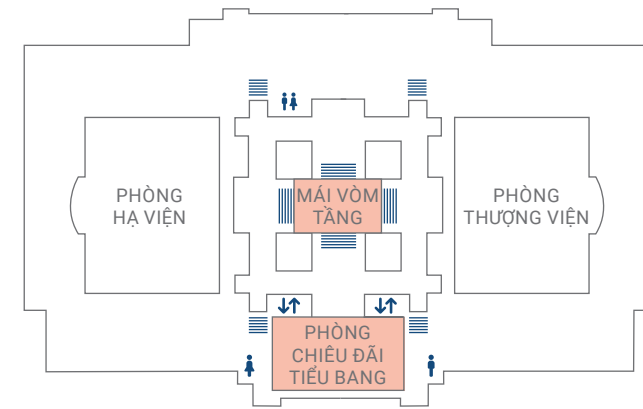 PHÒNG
HẠ VIỆN
MÁI VÒM
TẦNG
PHÒNG
THƯỢNG VIỆN
PHÒNG
CHIÊU ĐÃI
TIỂU BANG